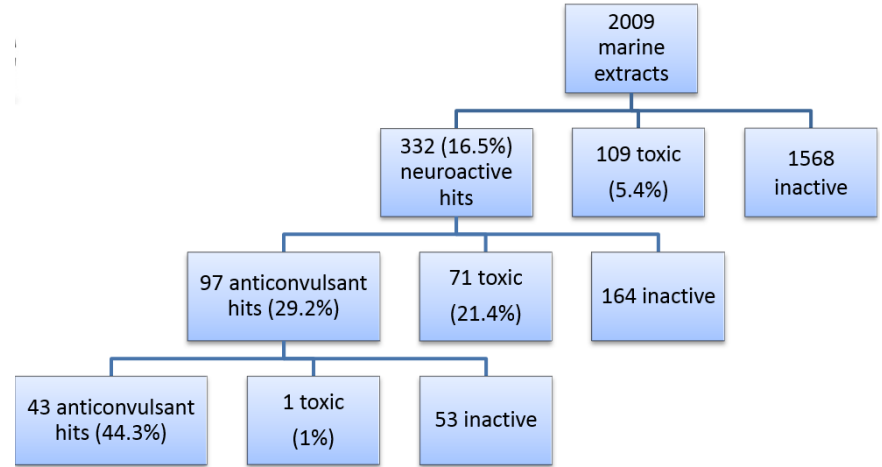 2009
marine
extracts
332 (16.5%)
neuroactive
hits
109 toxic
(5.4%)
1568
inactive
97 anticonvulsant
hits (29.2%)
71 toxic
(21.4%)
164 inactive
43 anticonvulsant
hits (44.3%)
1 toxic
(1%)
53 inactive